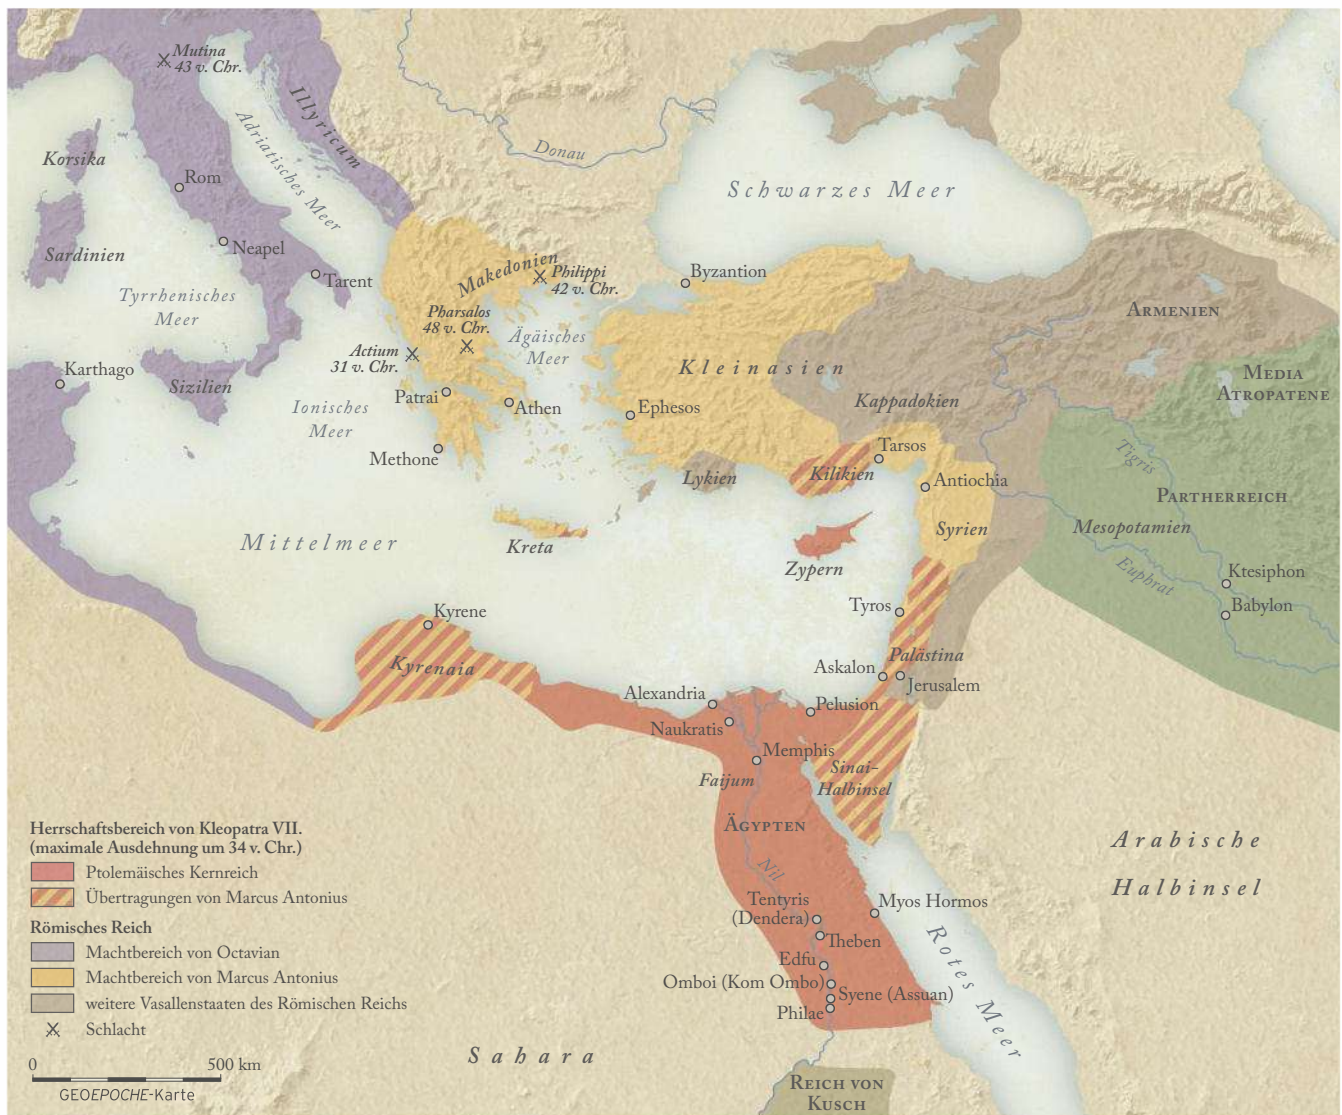 Mutina
43 v. Chr.
Illyricum
Adriatisches Meer
Korsika
Donau
Rom
Schwarzes Meer
Sardinien
Neapel
Tarent
Makedonien
Philippi
42 v. Chr.
Byzantion
Tyrrhenisches
Meer
Pharsalos
48 v. Chr.
Ägäisches
Meer
Armenien
Actium
31 v. Chr.
Karthago
Sizilien
Kleinasien
Media
Atropatene
Patrai
Athen
Ephesos
Kappadokien
Ionisches
Meer
Methone
Tarsos
Kilikien
Lykien
Antiochia
Tigris
Partherreich
Mittelmeer
Kreta
Syrien
Mesopotamien
Zypern
Euphrat
Ktesiphon
Babylon
Kyrene
Tyros
Kyrenaia
Palästina
Askalon
Jerusalem
Alexandria
Pelusion
Naukratis
Memphis
Faijum
Sinai-
Halbinsel
Ägypten
Nil
Arabische
Halbinsel
Tentyris
(Dendera)
Myos Hormos
Theben
Edfu
Omboi (Kom Ombo)
Syene (Assuan)
Philae
Rotes Meer
Sahara
Reich von
Kusch
Herrschaftsbereich von Kleopatra VII.
(maximale Ausdehnung um 34 v. Chr.)
Ptolemäisches Kernreich
Übertragungen von Marcus Antonius
Römisches Reich
Machtbereich von Octavian
Machtbereich von Marcus Antonius
weitere Vasallenstaaten des Römischen Reichs
Schlacht
0 500 km
GEOEPOCHE-Karte